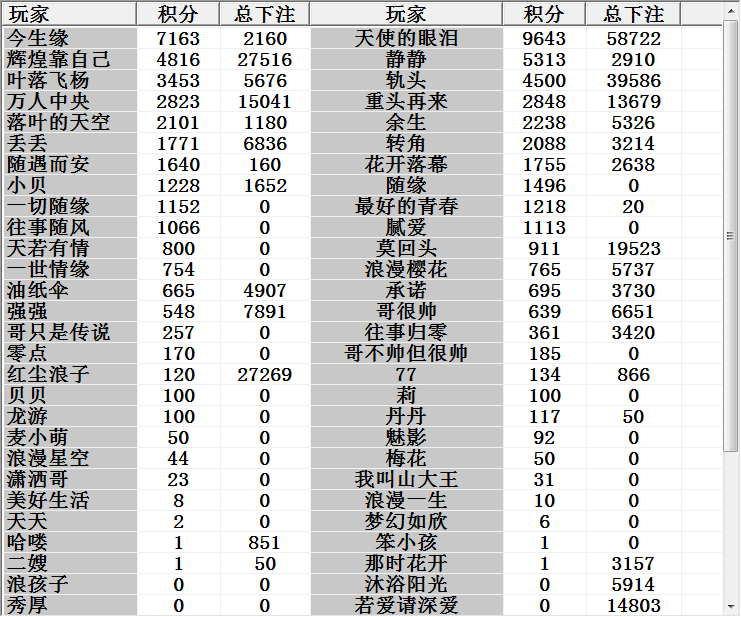 玩家 积分 总下注 玩家 积分 总下注
今生缘 7163 2160 天使的眼泪 9643 58722
辉煌靠自己 4816 27516 静静 5313 2910
叶落飞杨 3453 5676 轨头 4500 39586
万人中央 2823 15041 重头再来 2848 13679
落叶的天空 2101 1180 余生 2238 5326
丢丢 1771 6836 转角 2088 3214
随遇而安 1640 160 花开落幕 1755 2638
小贝 1228 1652 随缘 1496 0
一切随缘 1152 0 最好的青春 1218 20
往事随风 1066 0 腻爱 1113 0
天若有情 800 0 莫回头 911 19523
一世情缘 754 0 浪漫樱花 765 5737
油纸伞 665 4907 承诺 695 3730
强强 548 7891 哥很帅 639 6651
哥只是传说 257 0 往事归零 361 3420
零点 170 0 哥不帅但很帅 185 0
红尘浪子 120 27269 77 134 866
贝贝 100 0 莉 100 0
龙游 100 0 丹丹 117 50
麦小萌 50 0 魅影 92 0
浪漫星空 44 0 梅花 50 0
潇洒哥 23 0 我叫山大王 31 0
美好生活 8 0 浪漫一生 10 0
天天 2 0 梦幻如欣 6 0
哈喽 1 851 笨小孩 1 0
二嫂 1 50 那时花开 1 3157
浪孩子 0 0 沐浴阳光 0 5914
秀厚 0 0 若爱请深爱 0 14803